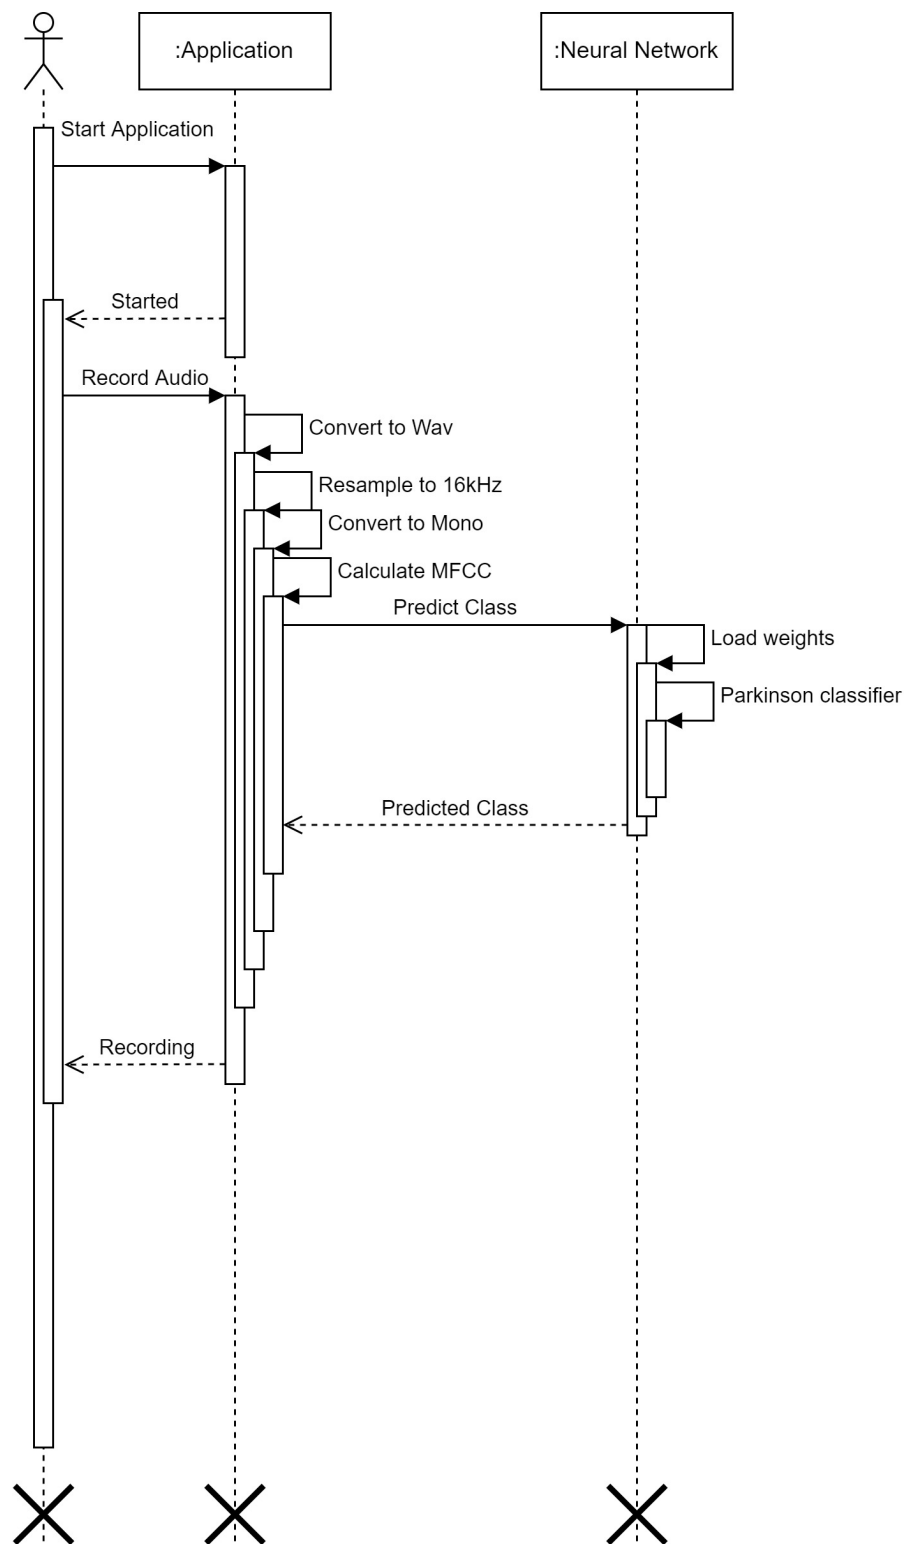 :Application
:Neural Network
Start Application
Started
Record Audio
Convert to Wav
Resample to 16kHz
Convert to Mono
Calculate MFCC
Predict Class
Load weights
Parkinson classifier
Predicted Class
Recording